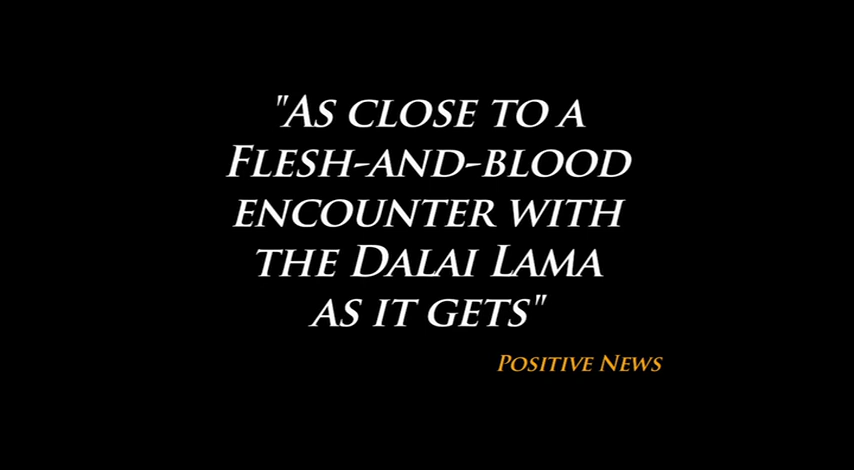 "As close to a
Flesh-and-blood
encounter with
the Dalai Lama
as it gets"
Positive News